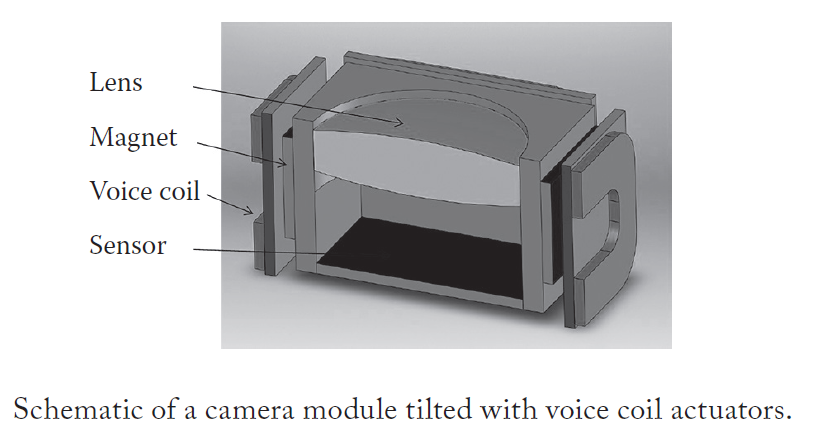 Lens
Magnet
Voice coil
Sensor
Schematic of a camera module tilted with voice coil actuators.